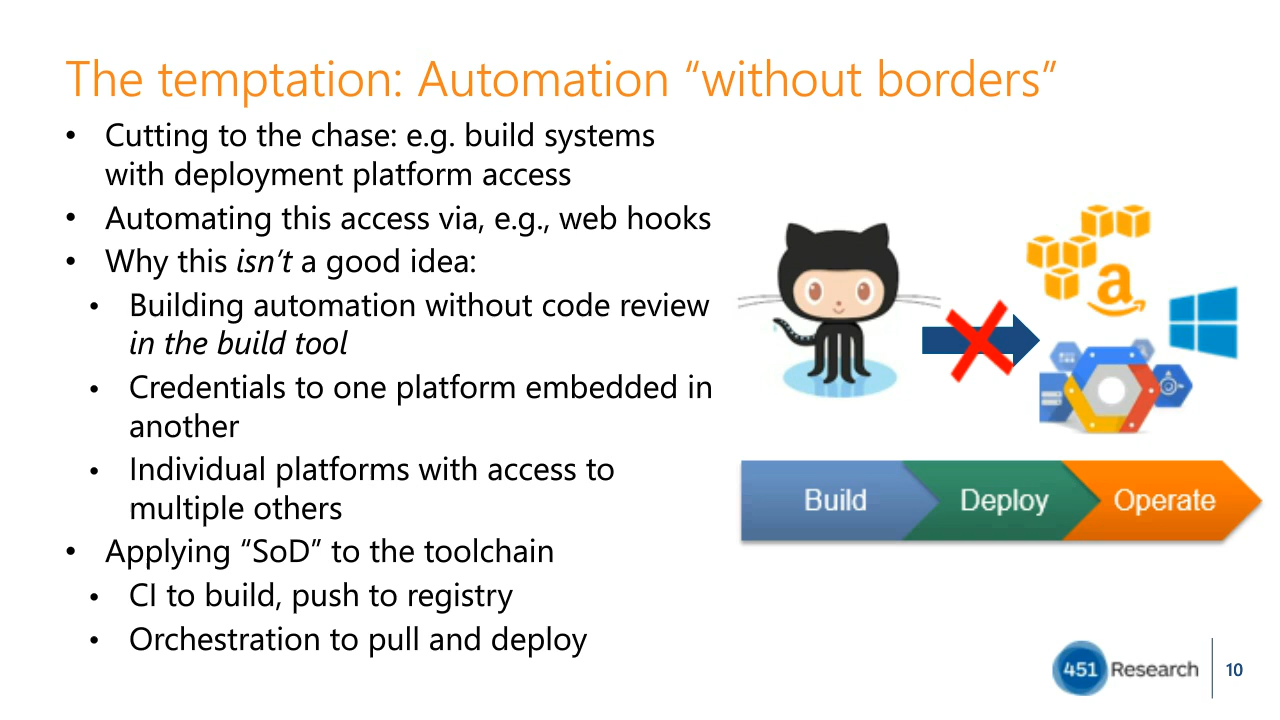 The temptation: Automation “without borders”
• Cutting to the chase: e.g. build systems
with deployment platform access
• Automating this access via, e.g., web hooks
• Why this isn’t a good idea:
• Building automation without code review
in the build tool
• Credentials to one platform embedded in
another
• Individual platforms with access to
multiple others
• Applying “SoD” to the toolchain
• CI to build, push to registry
• Orchestration to pull and deploy
a
Build
Deploy
Operate
451 Research
10